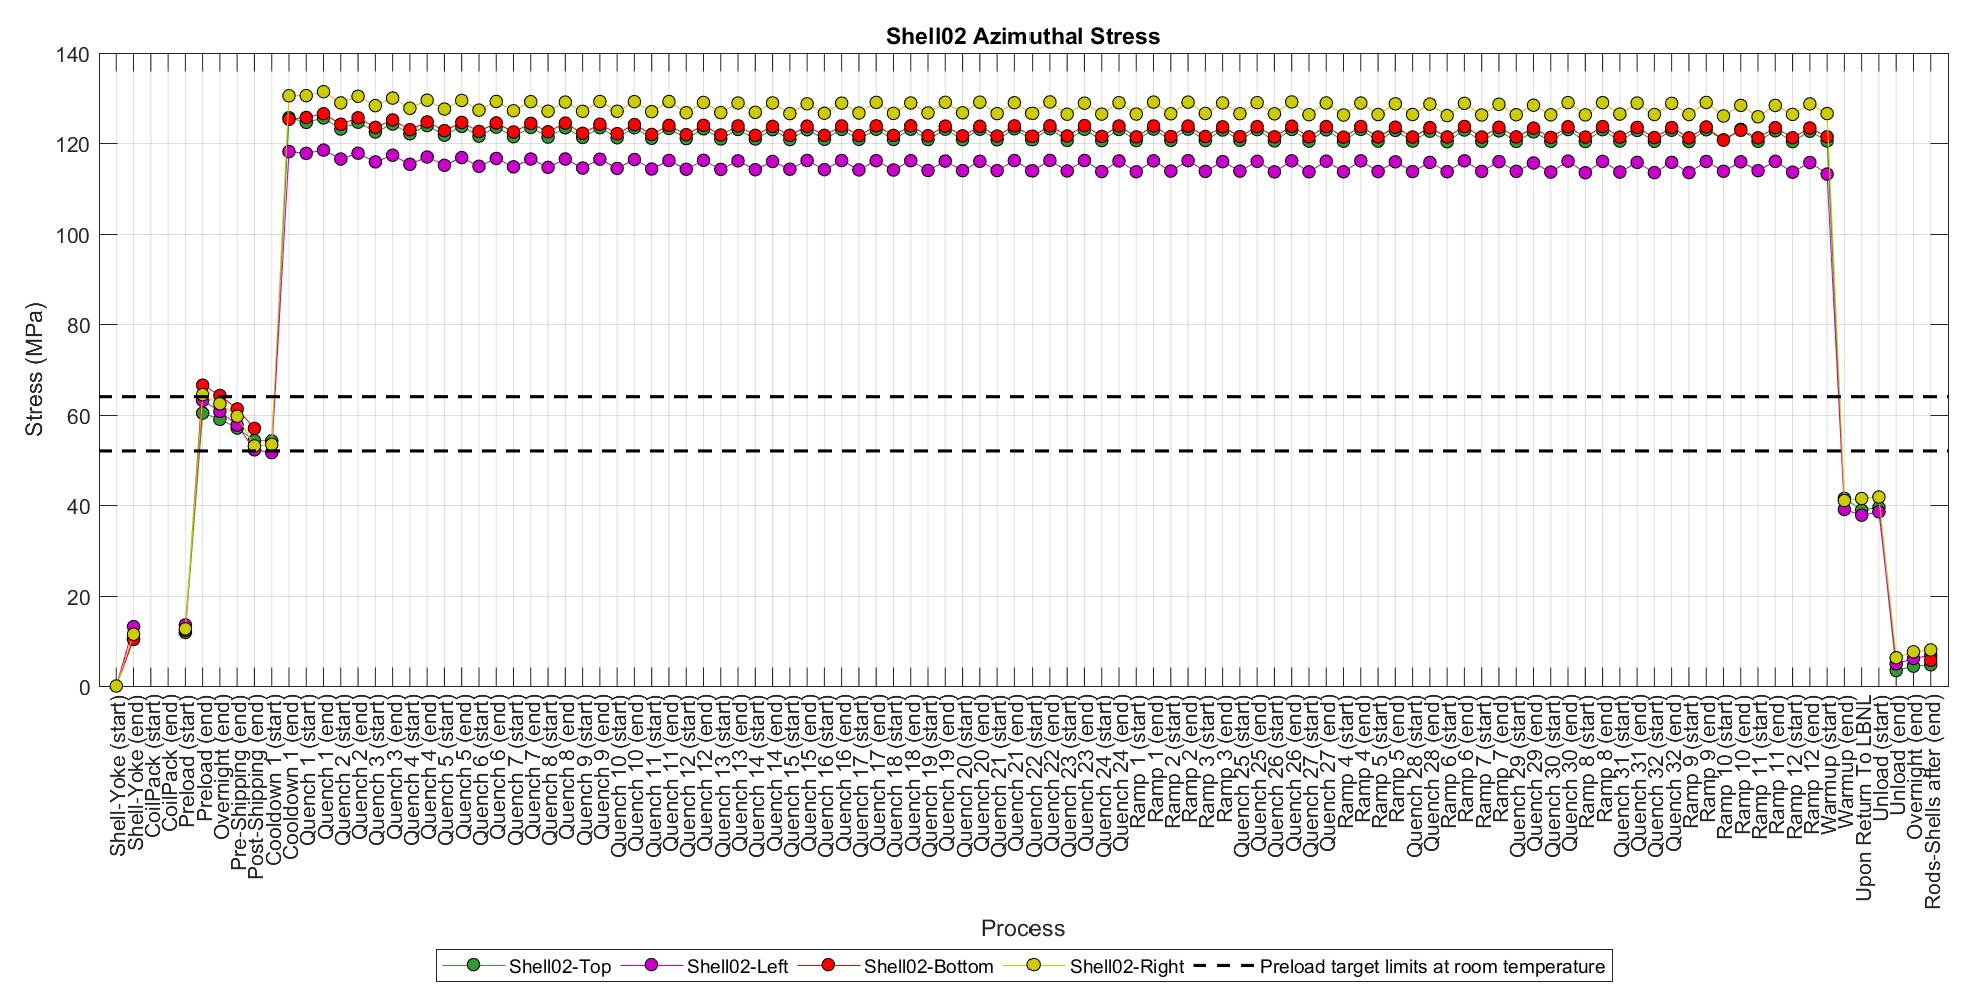 Shell02 Azimuthal Stress
140
120
100
80
60
40
20
0
Stress (MPa)
Shell-Yoke (start)
Shell-Yoke (end)
CoilPack (start)
CoilPack (end)
Preload (start)
Preload (end)
Overnight (end)
Pre-Shipping (end)
Post-Shipping (end)
Cooldown 1 (start)
Cooldown 1 (end)
Quench 1 (start)
Quench 1 (end)
Quench 2 (start)
Quench 2 (end)
Quench 3 (start)
Quench 3 (end)
Quench 4 (start)
Quench 4 (end)
Quench 5 (start)
Quench 5 (end)
Quench 6 (start)
Quench 6 (end)
Quench 7 (start)
Quench 7 (end)
Quench 8 (start)
Quench 8 (end)
Quench 9 (start)
Quench 9 (end)
Quench 10 (start)
Quench 10 (end)
Quench 11 (start)
Quench 11 (end)
Quench 12 (start)
Quench 12 (end)
Quench 13 (start)
Quench 13 (end)
Quench 14 (start)
Quench 14 (end)
Quench 15 (start)
Quench 15 (end)
Quench 16 (start)
Quench 16 (end)
Quench 17 (start)
Quench 17 (end)
Quench 18 (start)
Quench 18 (end)
Quench 19 (start)
Quench 19 (end)
Quench 20 (start)
Quench 20 (end)
Quench 21 (start)
Quench 21 (end)
Quench 22 (start)
Quench 22 (end)
Quench 23 (start)
Quench 23 (end)
Quench 24 (start)
Quench 24 (end)
Ramp 1 (start)
Ramp 1 (end)
Ramp 2 (start)
Ramp 2 (end)
Ramp 3 (start)
Ramp 3 (end)
Quench 25 (start)
Quench 25 (end)
Quench 26 (start)
Quench 26 (end)
Quench 27 (start)
Quench 27 (end)
Ramp 4 (start)
Ramp 4 (end)
Ramp 5 (start)
Ramp 5 (end)
Quench 28 (start)
Quench 28 (end)
Ramp 6 (start)
Ramp 6 (end)
Ramp 7 (start)
Ramp 7 (end)
Quench 29 (start)
Quench 29 (end)
Quench 30 (start)
Quench 30 (end)
Ramp 8 (start)
Ramp 8 (end)
Quench 31 (start)
Quench 31 (end)
Quench 32 (start)
Quench 32 (end)
Ramp 9 (start)
Ramp 9 (end)
Ramp 10 (start)
Ramp 10 (end)
Ramp 11 (start)
Ramp 11 (end)
Ramp 12 (start)
Ramp 12 (end)
Warmup (start)
Warmup (end)
Upon Return To LBNL
Unload (start)
Unload (end)
Overnight (end)
Rods-Shells after (end)
Process
Shell02-Top Shell02-Left Shell02-Bottom Shell02-Right Preload target limits at room temperature